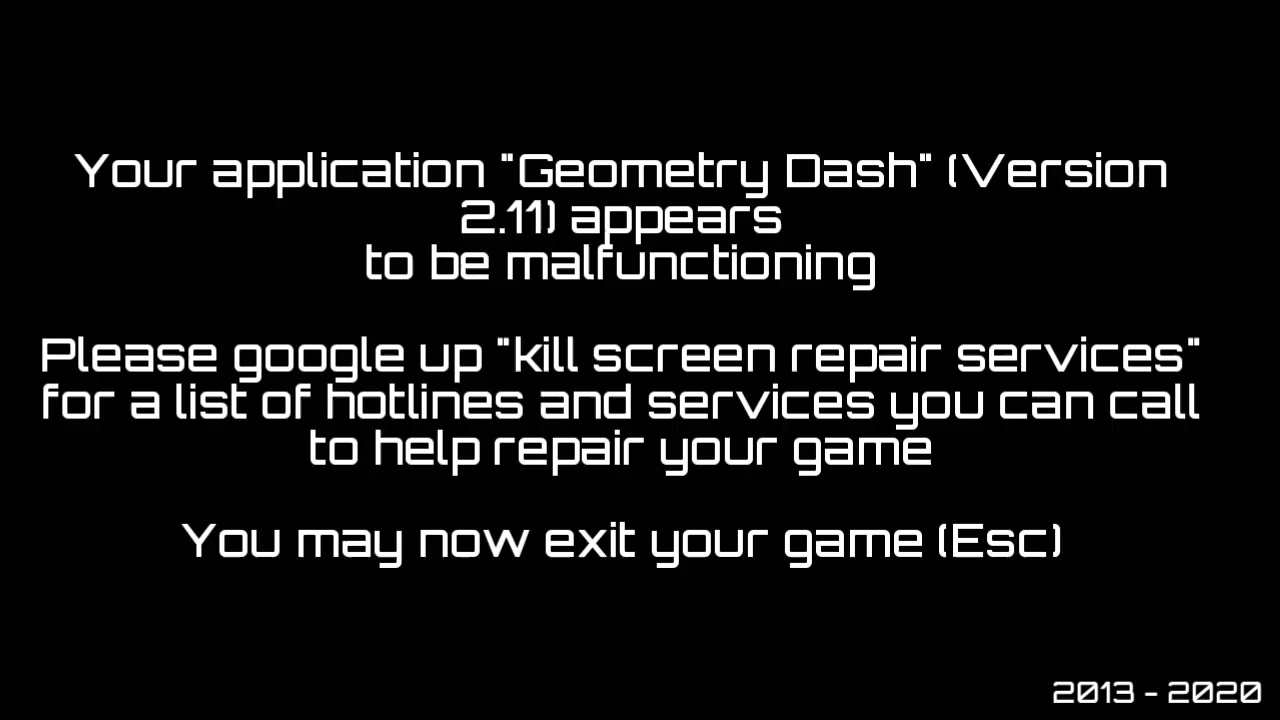 Your application "Geometry Dash" (Version
2.11) appears
to be malfunctioning
Please google up "kill screen repair services"
for a list of hotlines and services you can call
to help repair your game
You may now exit your game (Esc)
2013 - 2020